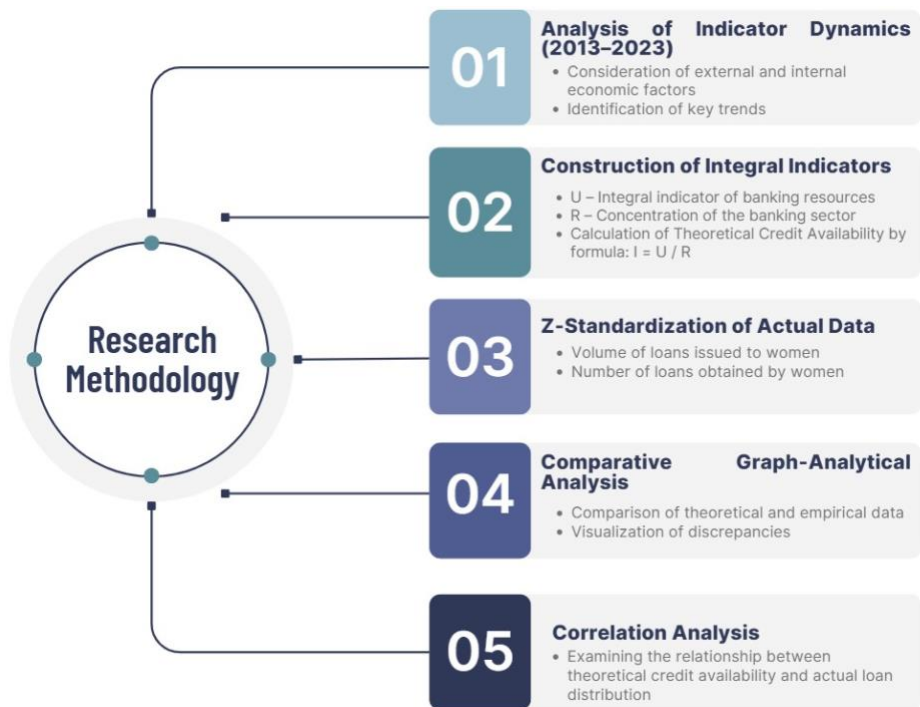 Research
Methodology
01
Analysis of Indicator Dynamics
(2013–2023)
• Consideration of external and internal
economic factors
• Identification of key trends
02
Construction of Integral Indicators
• U – Integral indicator of banking resources
• R – Concentration of the banking sector
• Calculation of Theoretical Credit Availability by
formula: I = U / R
03
Z-Standardization of Actual Data
• Volume of loans issued to women
• Number of loans obtained by women
04
Comparative Graph-Analytical
Analysis
• Comparison of theoretical and empirical data
• Visualization of discrepancies
05
Correlation Analysis
• Examining the relationship between
theoretical credit availability and actual loan
distribution